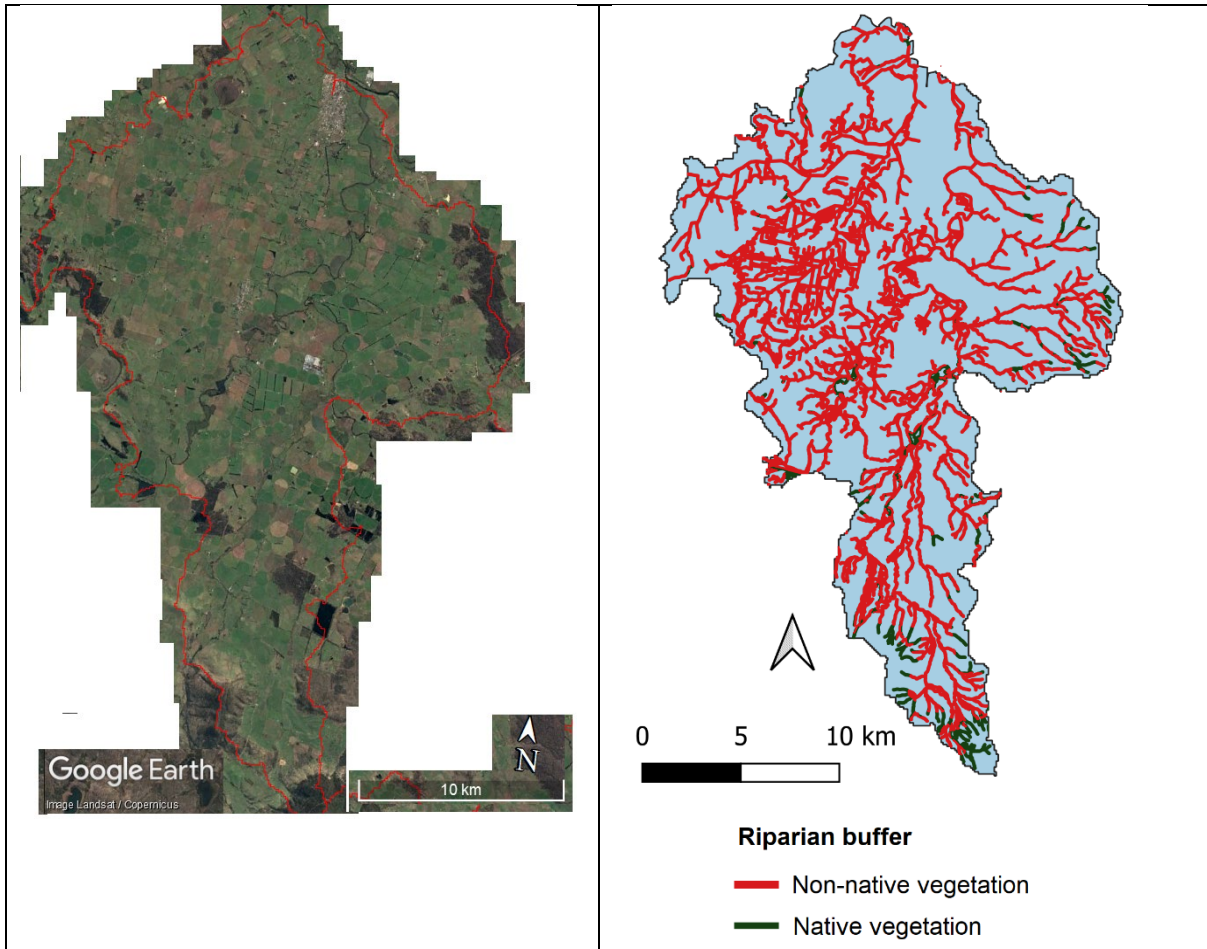 Google Earth
Image Landsat / Copernicus
N
10 km
0 5 10 km
Riparian buffer
Non-native vegetation
Native vegetation